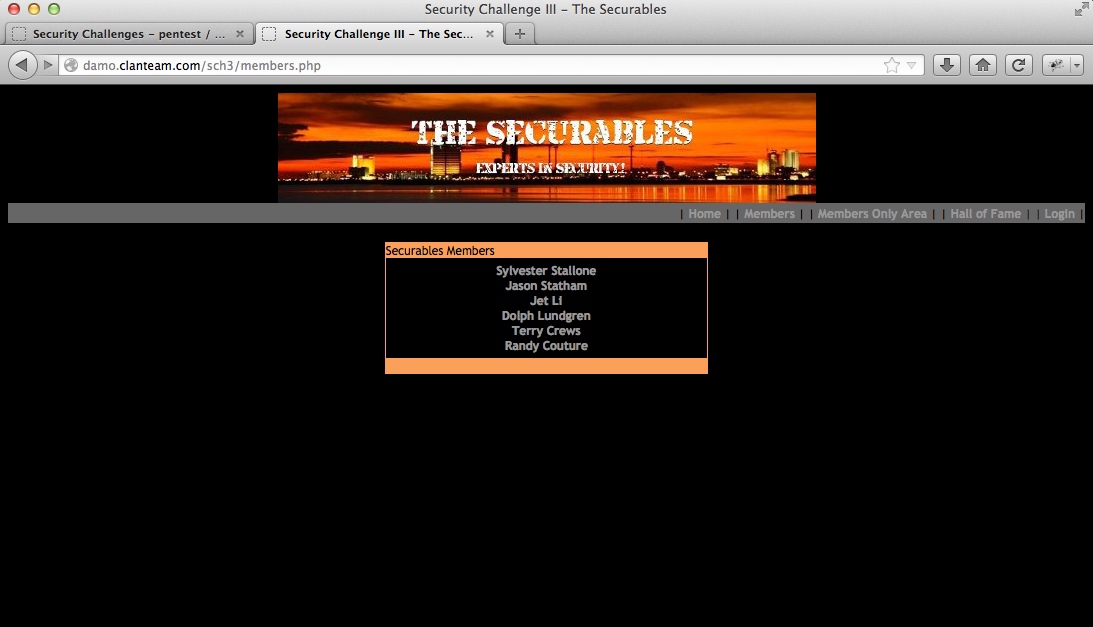 Security Challenge III - The Securables
Security Challenges - pentest / ...
Security Challenge III - The Sec...
damo.clanteam.com/sch3/members.php
THE SECURABLES
EXPERTS IN SECURITY!
| Home | | Members | | Members Only Area | | Hall of Fame | | Login |
Securables Members
Sylvester Stallone
Jason Statham
Jet Li
Dolph Lundgren
Terry Crews
Randy Couture